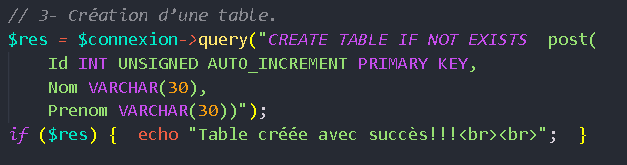 // 3- Création d'une table.
$res = $connexion->query("CREATE TABLE IF NOT EXISTS  post(
    Id INT UNSIGNED AUTO_INCREMENT PRIMARY KEY,
    Nom VARCHAR(30),
    Prenom VARCHAR(30))");
if ($res) {  echo "Table créée avec succès!!!<br><br>";  }